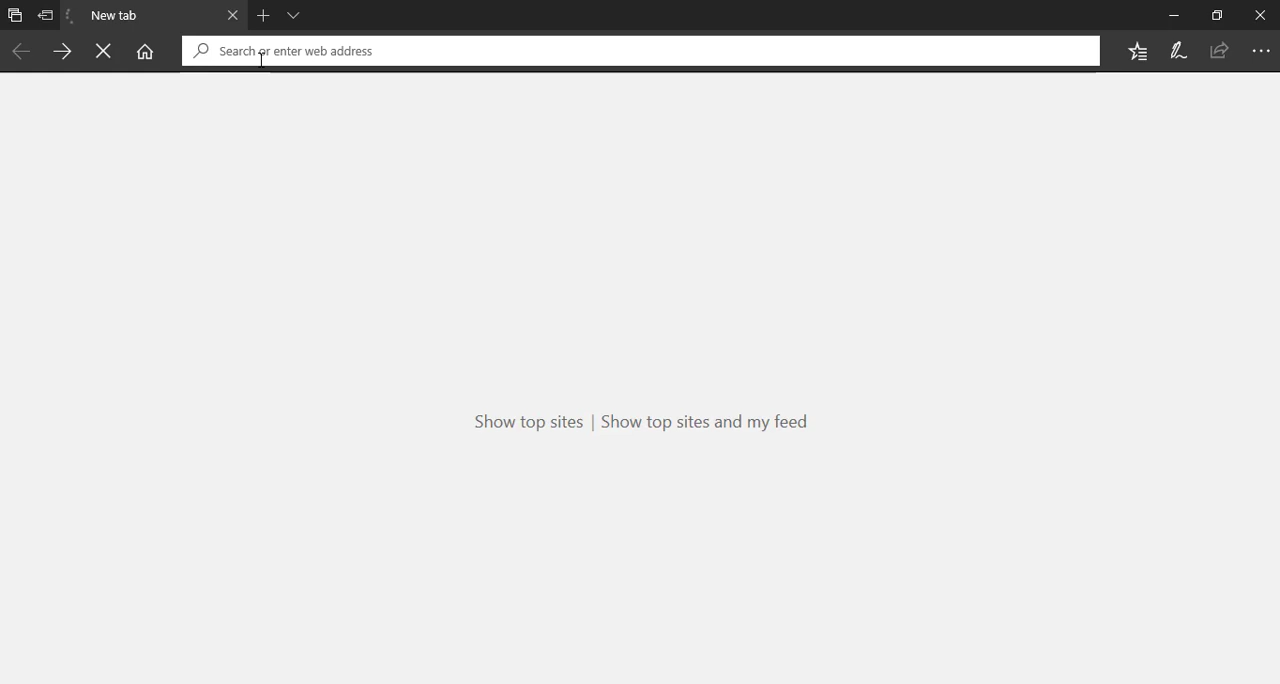 New tab
Search or enter web address
Show top sites | Show top sites and my feed